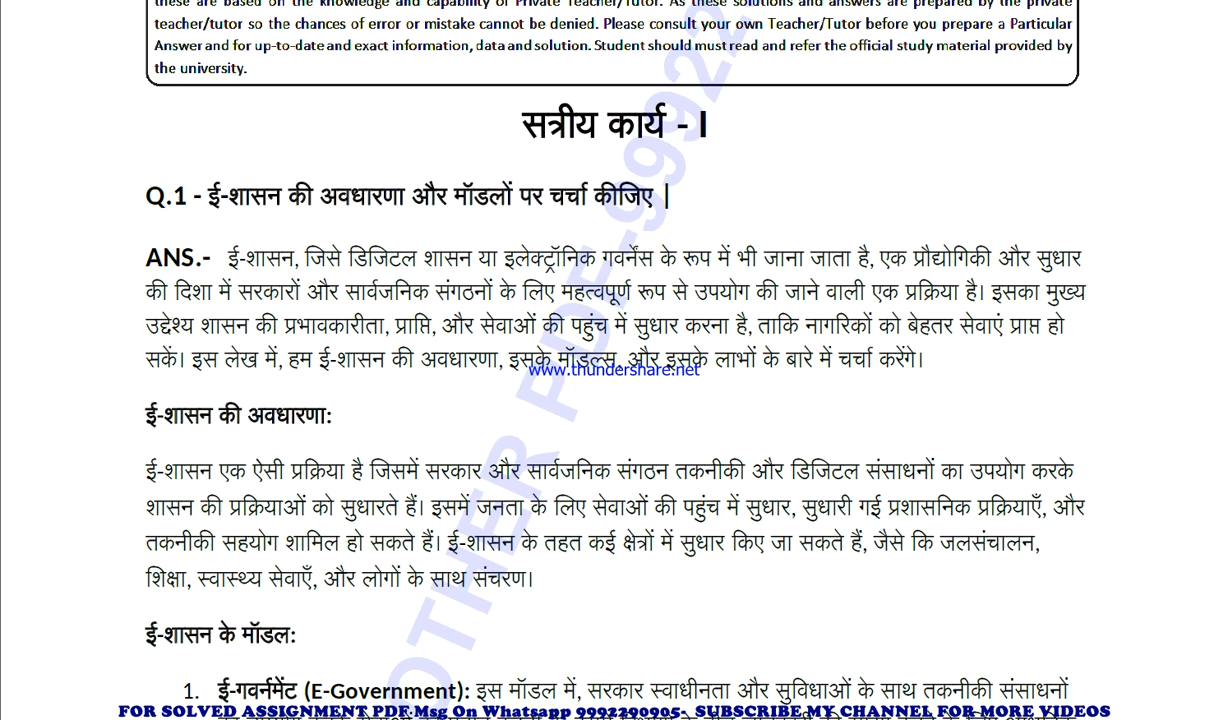 these are based on the knowledge and capability of Private Teacher/Tutor. As these solutions and answers are prepared by the private
teacher/tutor so the chances of error or mistake cannot be denied. Please consult your own Teacher/Tutor before you prepare a Particular
Answer and for up-to-date and exact information, data and solution. Student should must read and refer the official study material provided by
the university.
सत्रीय कार्य - I
Q.1 - ई-शासन की अवधारणा और मॉडलों पर चर्चा कीजिए |
ANS.- ई-शासन, जिसे डिजिटल शासन या इलेक्ट्रॉनिक गवर्नेंस के रूप में भी जाना जाता है, एक प्रौद्योगिकी और सुधार
की दिशा में सरकारों और सार्वजनिक संगठनों के लिए महत्वपूर्ण रूप से उपयोग की जाने वाली एक प्रक्रिया है। इसका मुख्य
उद्देश्य शासन की प्रभावकारीता, प्राप्ति, और सेवाओं की पहुंच में सुधार करना है, ताकि नागरिकों को बेहतर सेवाएं प्राप्त हो
सकें। इस लेख में, हम ई-शासन की अवधारणा, इसके मॉडल्स, और इसके लाभों के बारे में चर्चा करेंगे।
www.thundershare.net
ई-शासन की अवधारणा:
ई-शासन एक ऐसी प्रक्रिया है जिसमें सरकार और सार्वजनिक संगठन तकनीकी और डिजिटल संसाधनों का उपयोग करके
शासन की प्रक्रियाओं को सुधारते हैं। इसमें जनता के लिए सेवाओं की पहुंच में सुधार, सुधारी गई प्रशासनिक प्रक्रियाएँ, और
तकनीकी सहयोग शामिल हो सकते हैं। ई-शासन के तहत कई क्षेत्रों में सुधार किए जा सकते हैं, जैसे कि जलसंचालन,
शिक्षा, स्वास्थ्य सेवाएँ, और लोगों के साथ संचरण।
ई-शासन के मॉडल:
1. ई-गवर्नमेंट (E-Government): इस मॉडल में, सरकार स्वाधीनता और सुविधाओं के साथ तकनीकी संसाधनों
FOR SOLVED ASSIGNMENT PDF Msg On Whatsapp 9992290905- SUBSCRIBE MY CHANNEL FOR MORE VIDEOS
OTHER PDF-99922